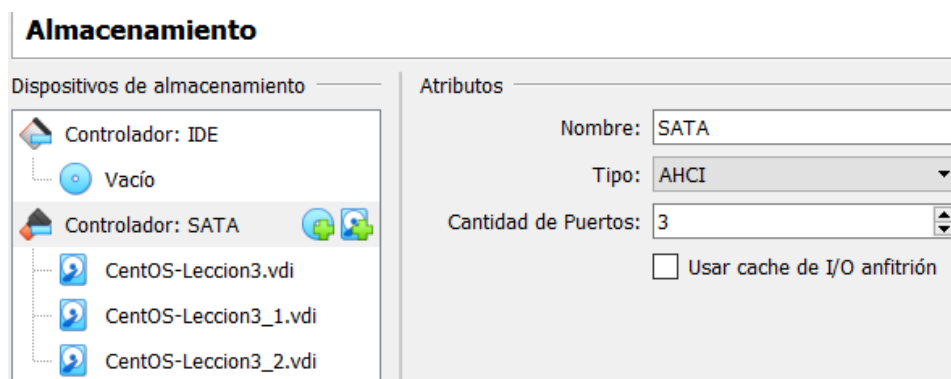 Almacenamiento
Dispositivos de almacenamiento
Controlador: IDE
Vacío
Controlador: SATA
CentOS-Leccion3.vdi
CentOS-Leccion3_1.vdi
CentOS-Leccion3_2.vdi
Atributos
Nombre: SATA
Tipo: AHCI
Cantidad de Puertos: 3
Usar cache de I/O anfitrión